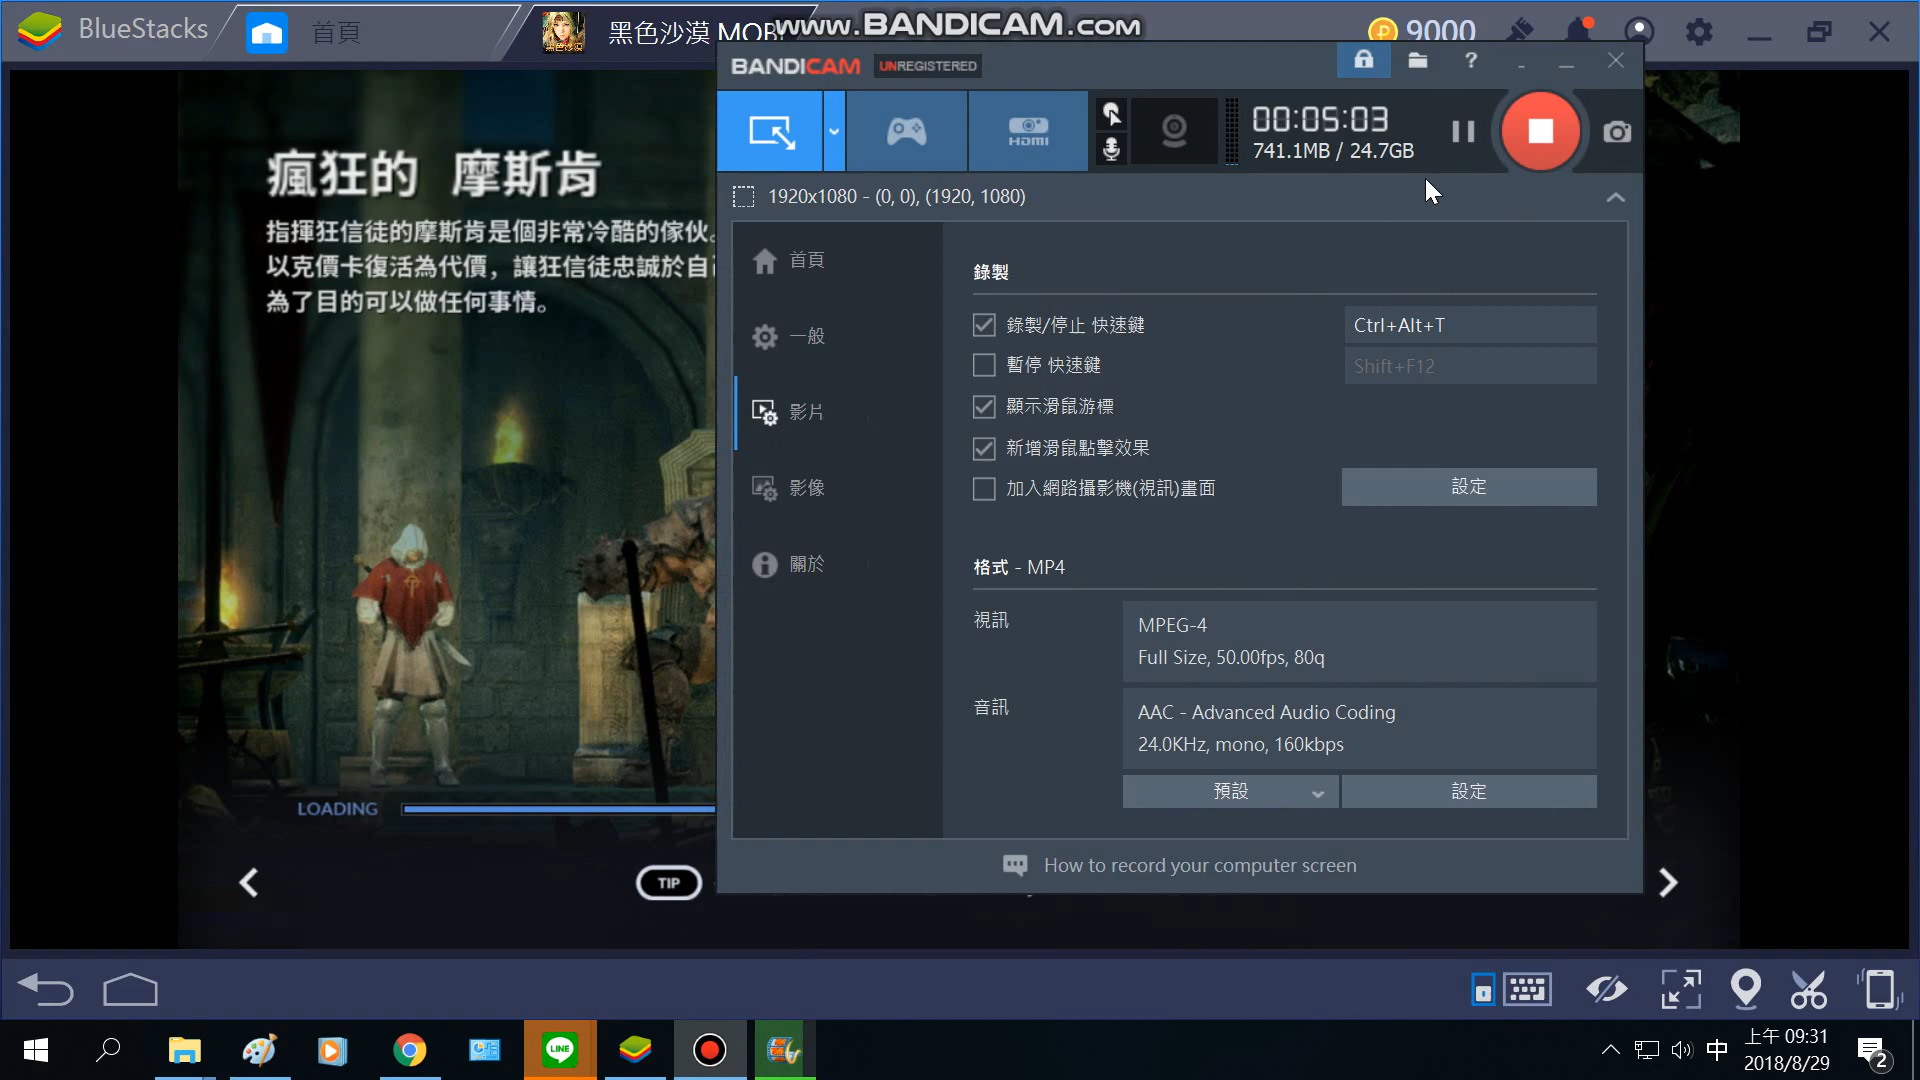 BlueStacks
首頁
黑色沙漠 MOBI
www.BANDICAM.com
9000
BANDICAM UNREGISTERED
?
HDMI
00:05:03
741.1MB / 24.7GB
1920x1080 - (0, 0), (1920, 1080)
瘋狂的 摩斯肯
指揮狂信徒的摩斯肯是個非常冷酷的傢伙。
以克價卡復活為代價，讓狂信徒忠誠於自
為了目的可以做任何事情。
首頁
一般
影片
影像
關於
錄製
錄製/停止 快速鍵
Ctrl+Alt+T
暫停 快速鍵
Shift+F12
顯示滑鼠游標
新增滑鼠點擊效果
加入網路攝影機(視訊)畫面
設定
格式 - MP4
視訊
MPEG-4
Full Size, 50.00fps, 80q
音訊
AAC - Advanced Audio Coding
24.0KHz, mono, 160kbps
預設
設定
How to record your computer screen
LOADING
TIP
LINE
中
上午 09:31
2018/8/29
2